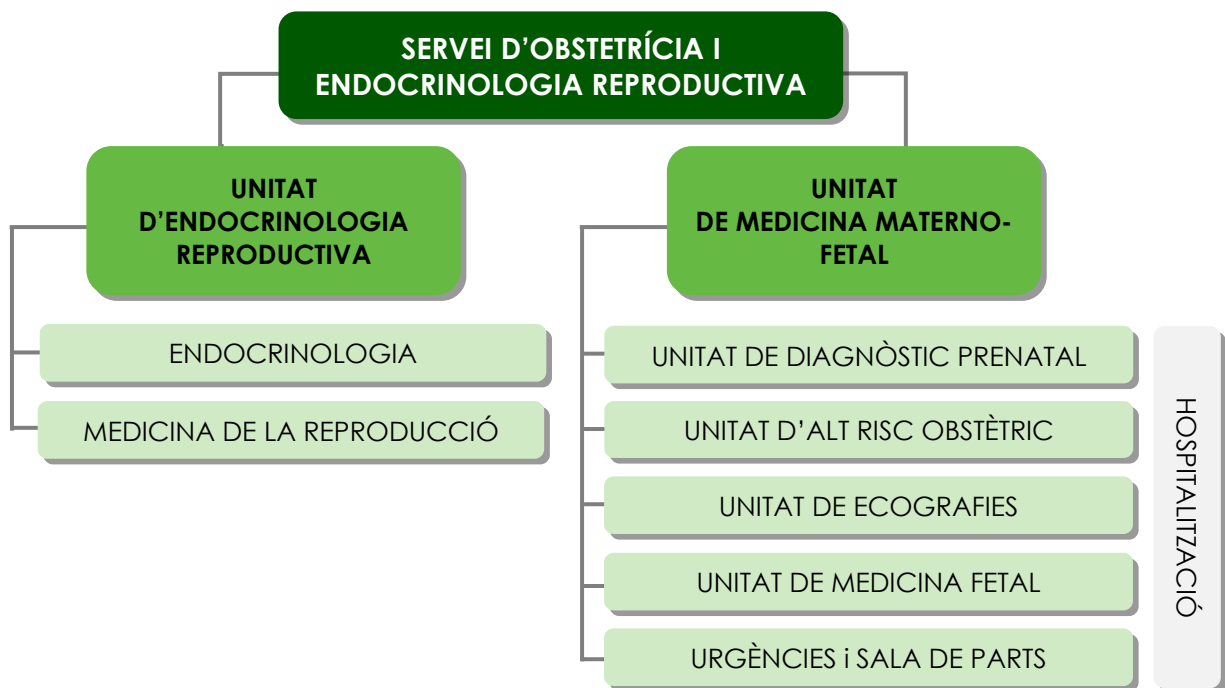 SERVEI D’OBSTETRÍCIA I
ENDOCRINOLOGIA REPRODUCTIVA
UNITAT
D’ENDOCRINOLOGIA
REPRODUCTIVA
ENDOCRINOLOGIA
MEDICINA DE LA REPRODUCCIÓ
UNITAT
DE MEDICINA MATERNO-
FETAL
UNITAT DE DIAGNÒSTIC PRENATAL
UNITAT D’ALT RISC OBSTÈTRIC
UNITAT DE ECOGRAFIES
UNITAT DE MEDICINA FETAL
URGÈNCIES i SALA DE PARTS
HOSPITALITZACIÓ